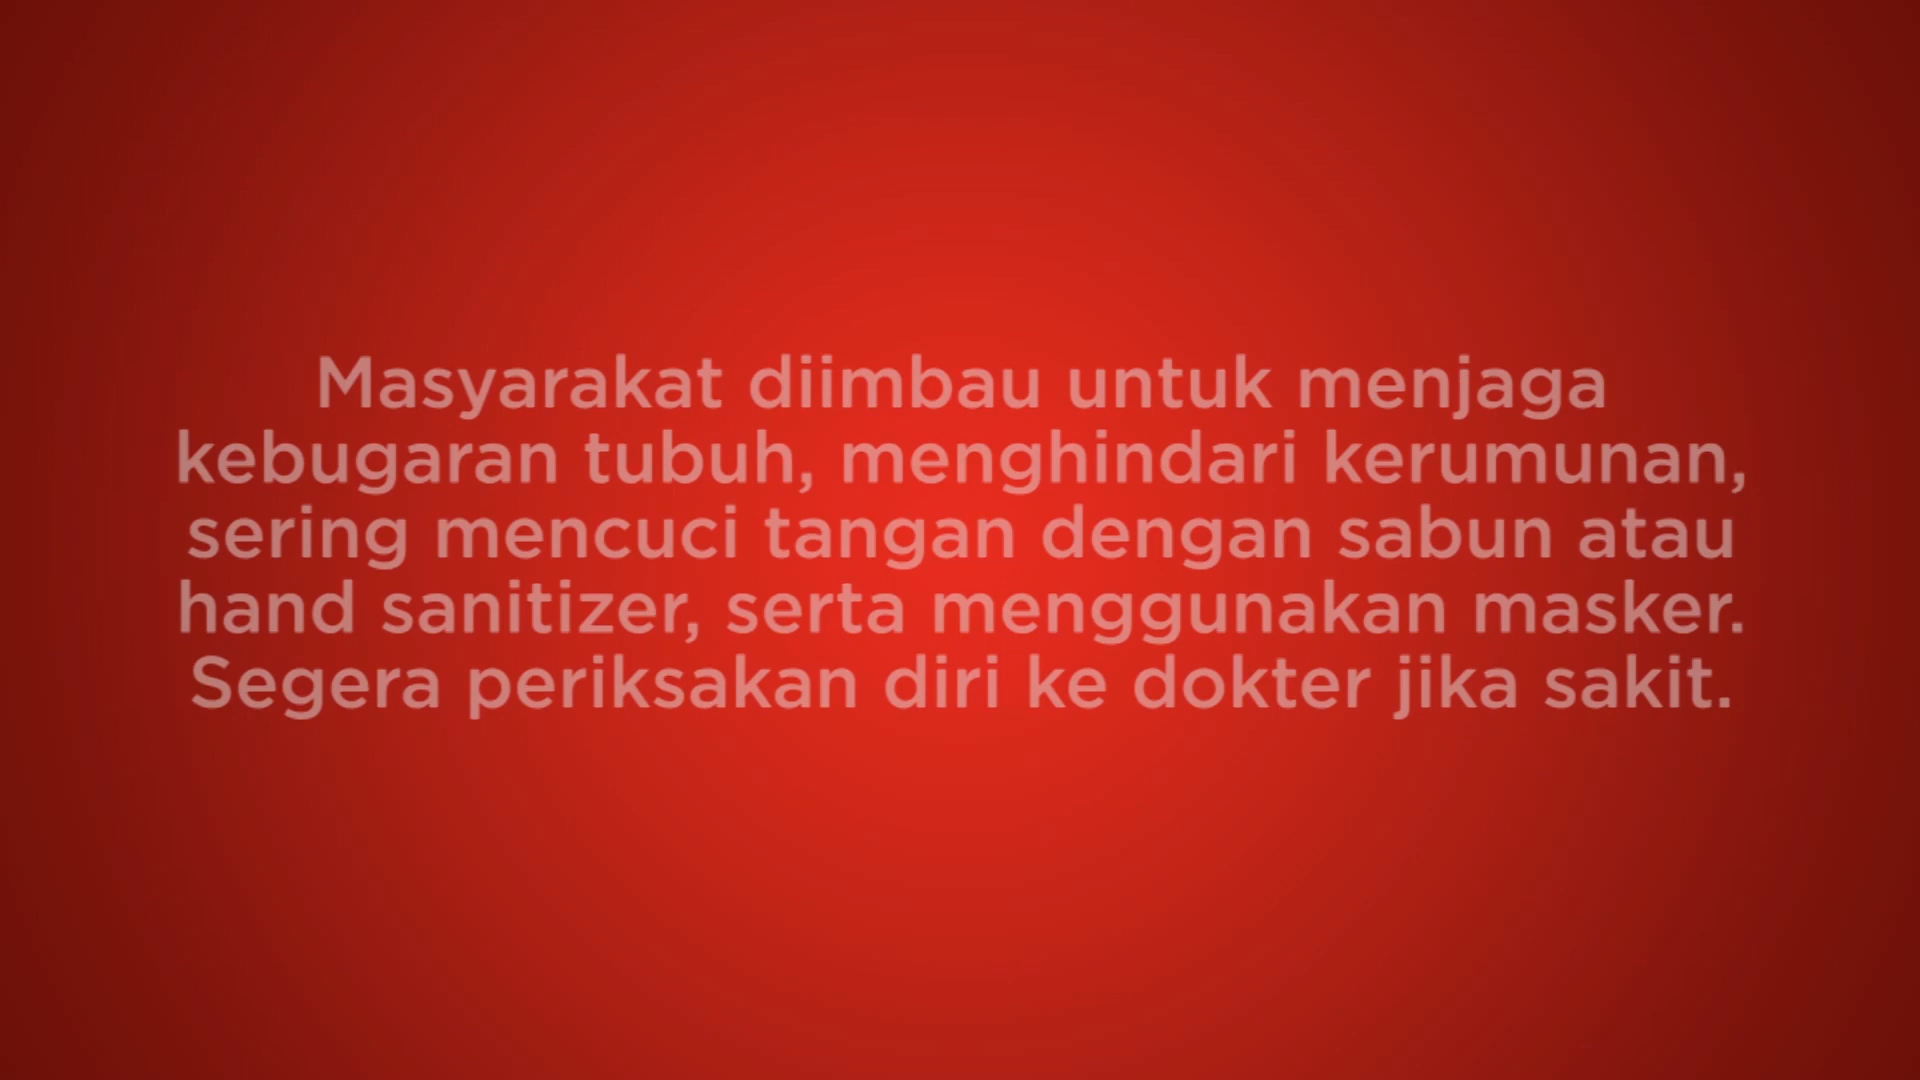 Masyarakat diimbau untuk menjaga
kebugaran tubuh, menghindari kerumunan,
sering mencuci tangan dengan sabun atau
hand sanitizer, serta menggunakan masker.
Segera periksakan diri ke dokter jika sakit.